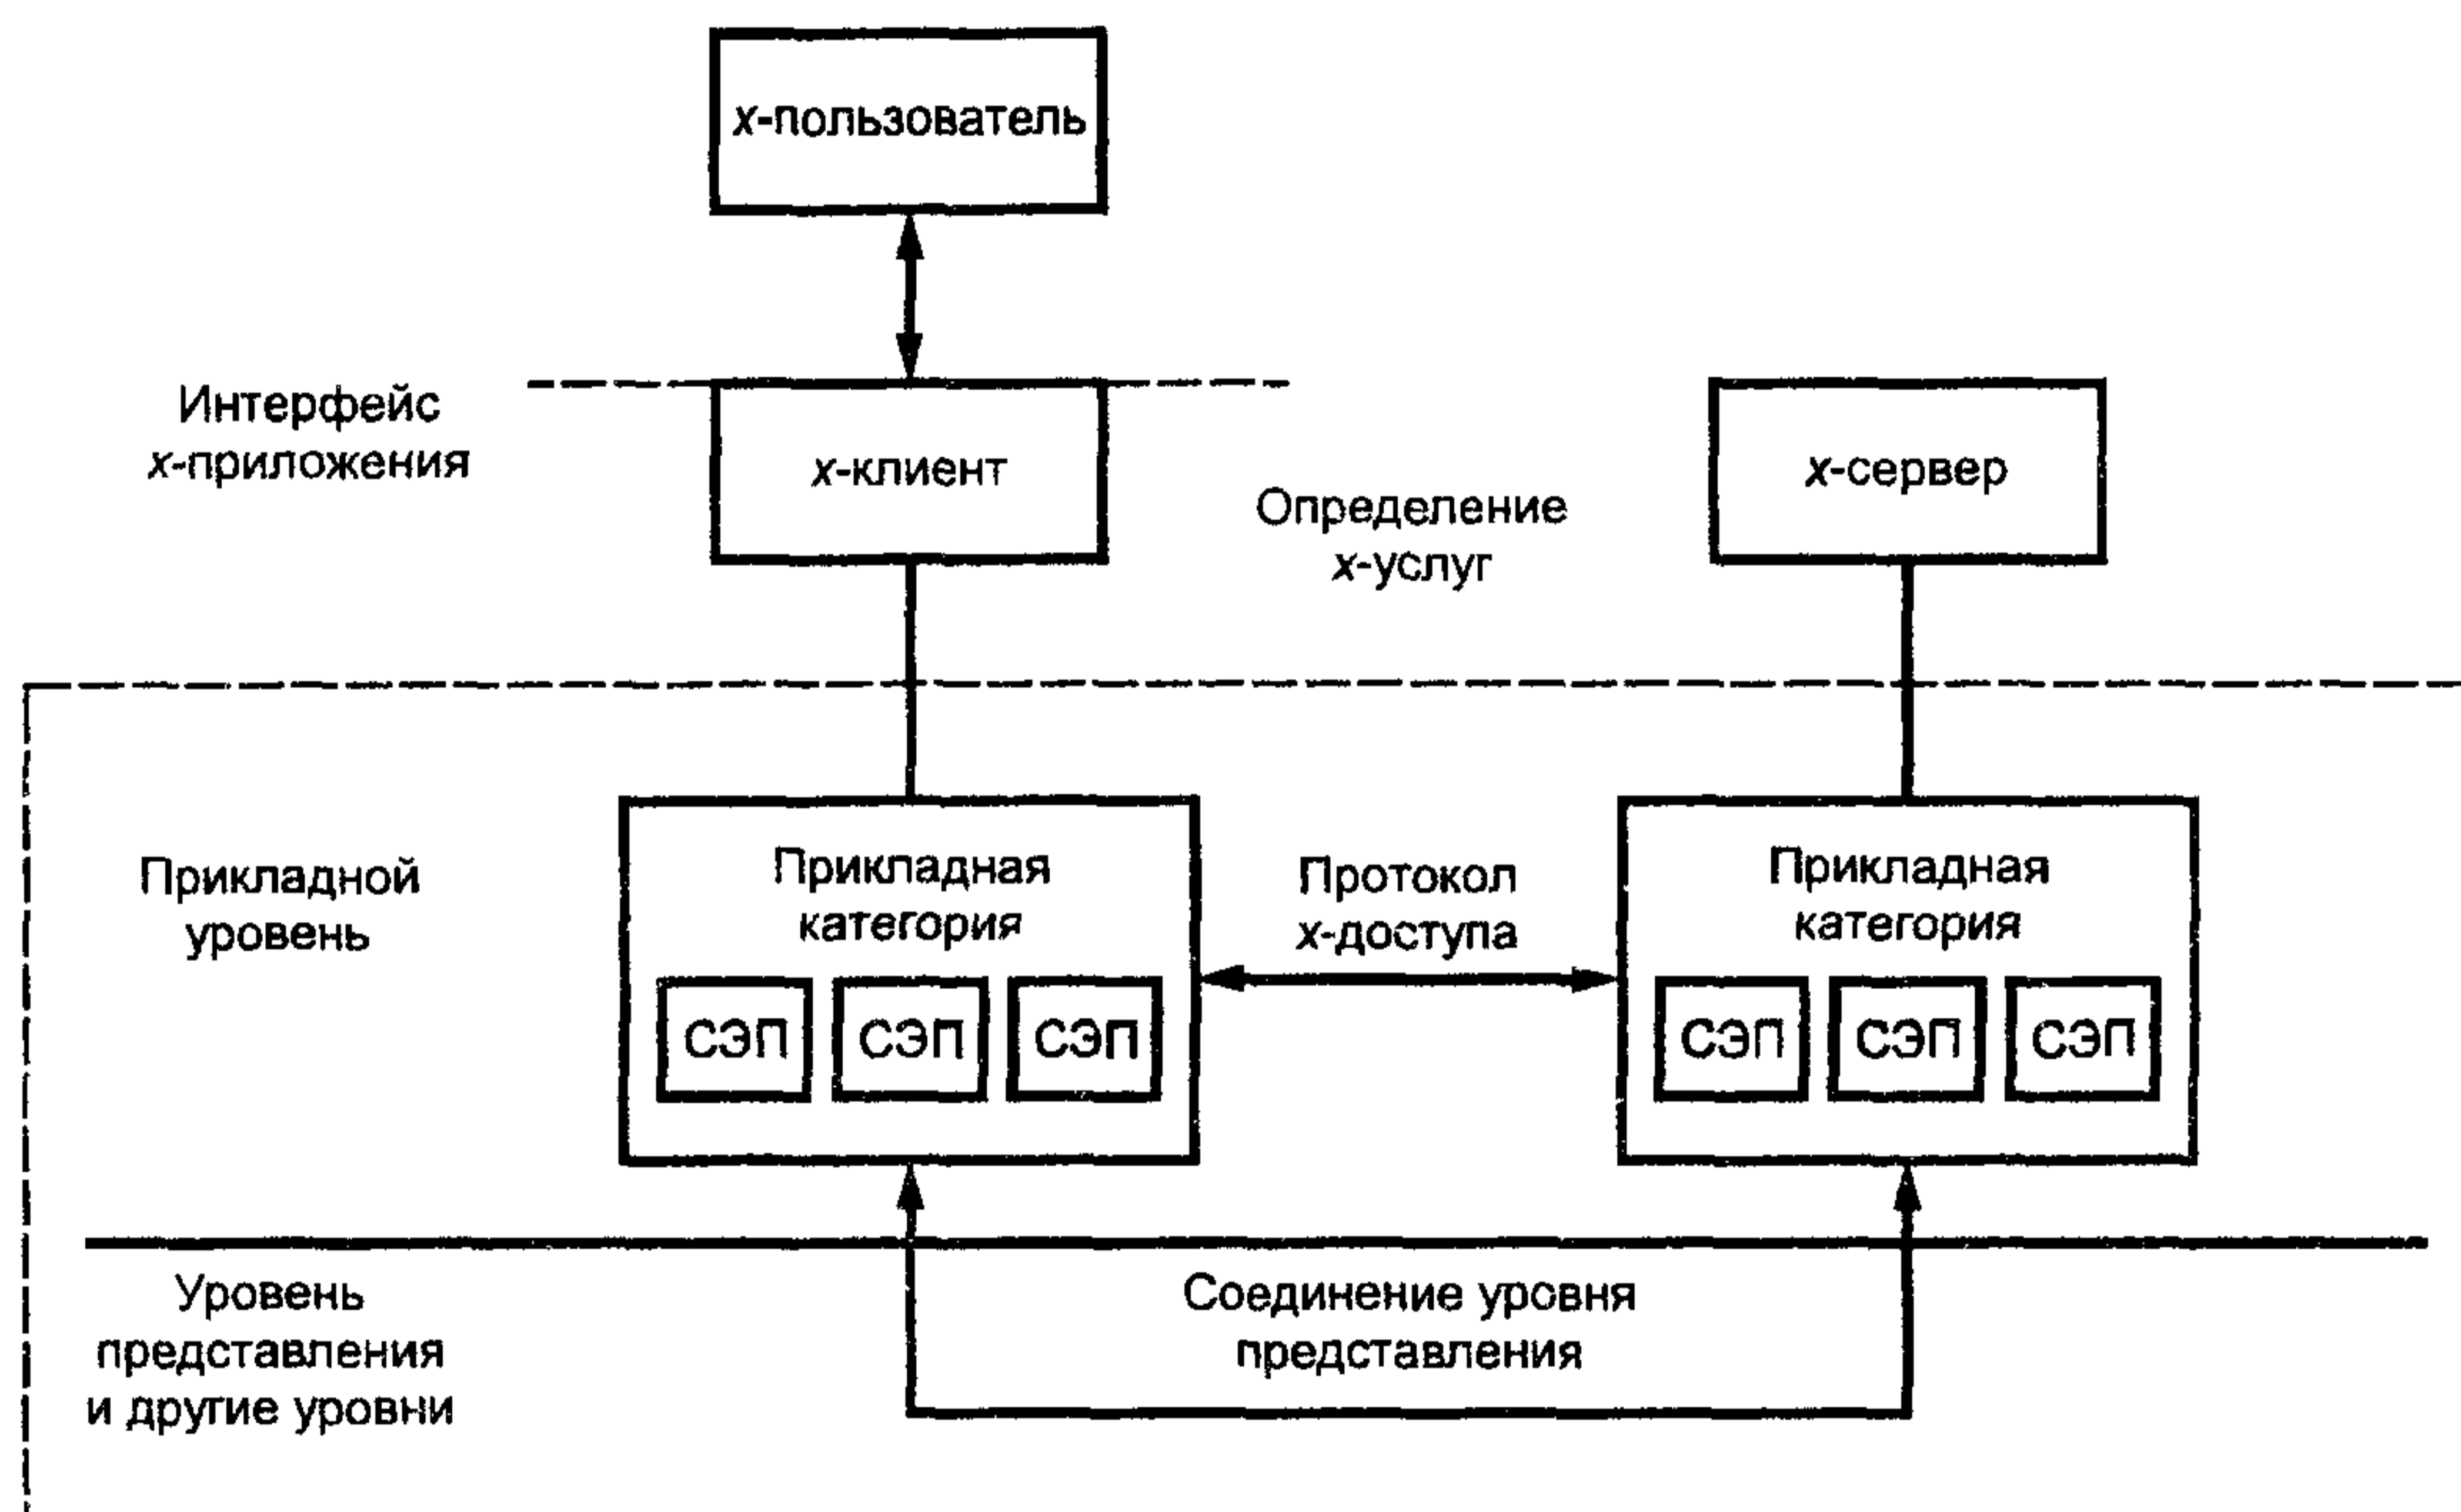 x-пользователь
Интерфейс
x-приложения
x-клиент
Определение
x-услуг
x-сервер
Прикладной
уровень
Прикладная
категория
СЭП СЭП СЭП
Протокол
x-доступа
Прикладная
категория
СЭП СЭП СЭП
Уровень
представления
и другие уровни
Соединение уровня
представления